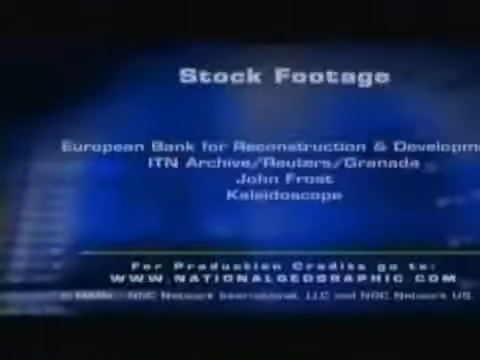 Stock Footage
European Bank for Reconstruction & Developm
ITN Archive/Reuters/Granada
John Frost
Kaleidoscope
For Production Credits go to:
WWW.NATIONALGEOGRAPHIC.COM
NGC Network International, LLC and NGC Network US,